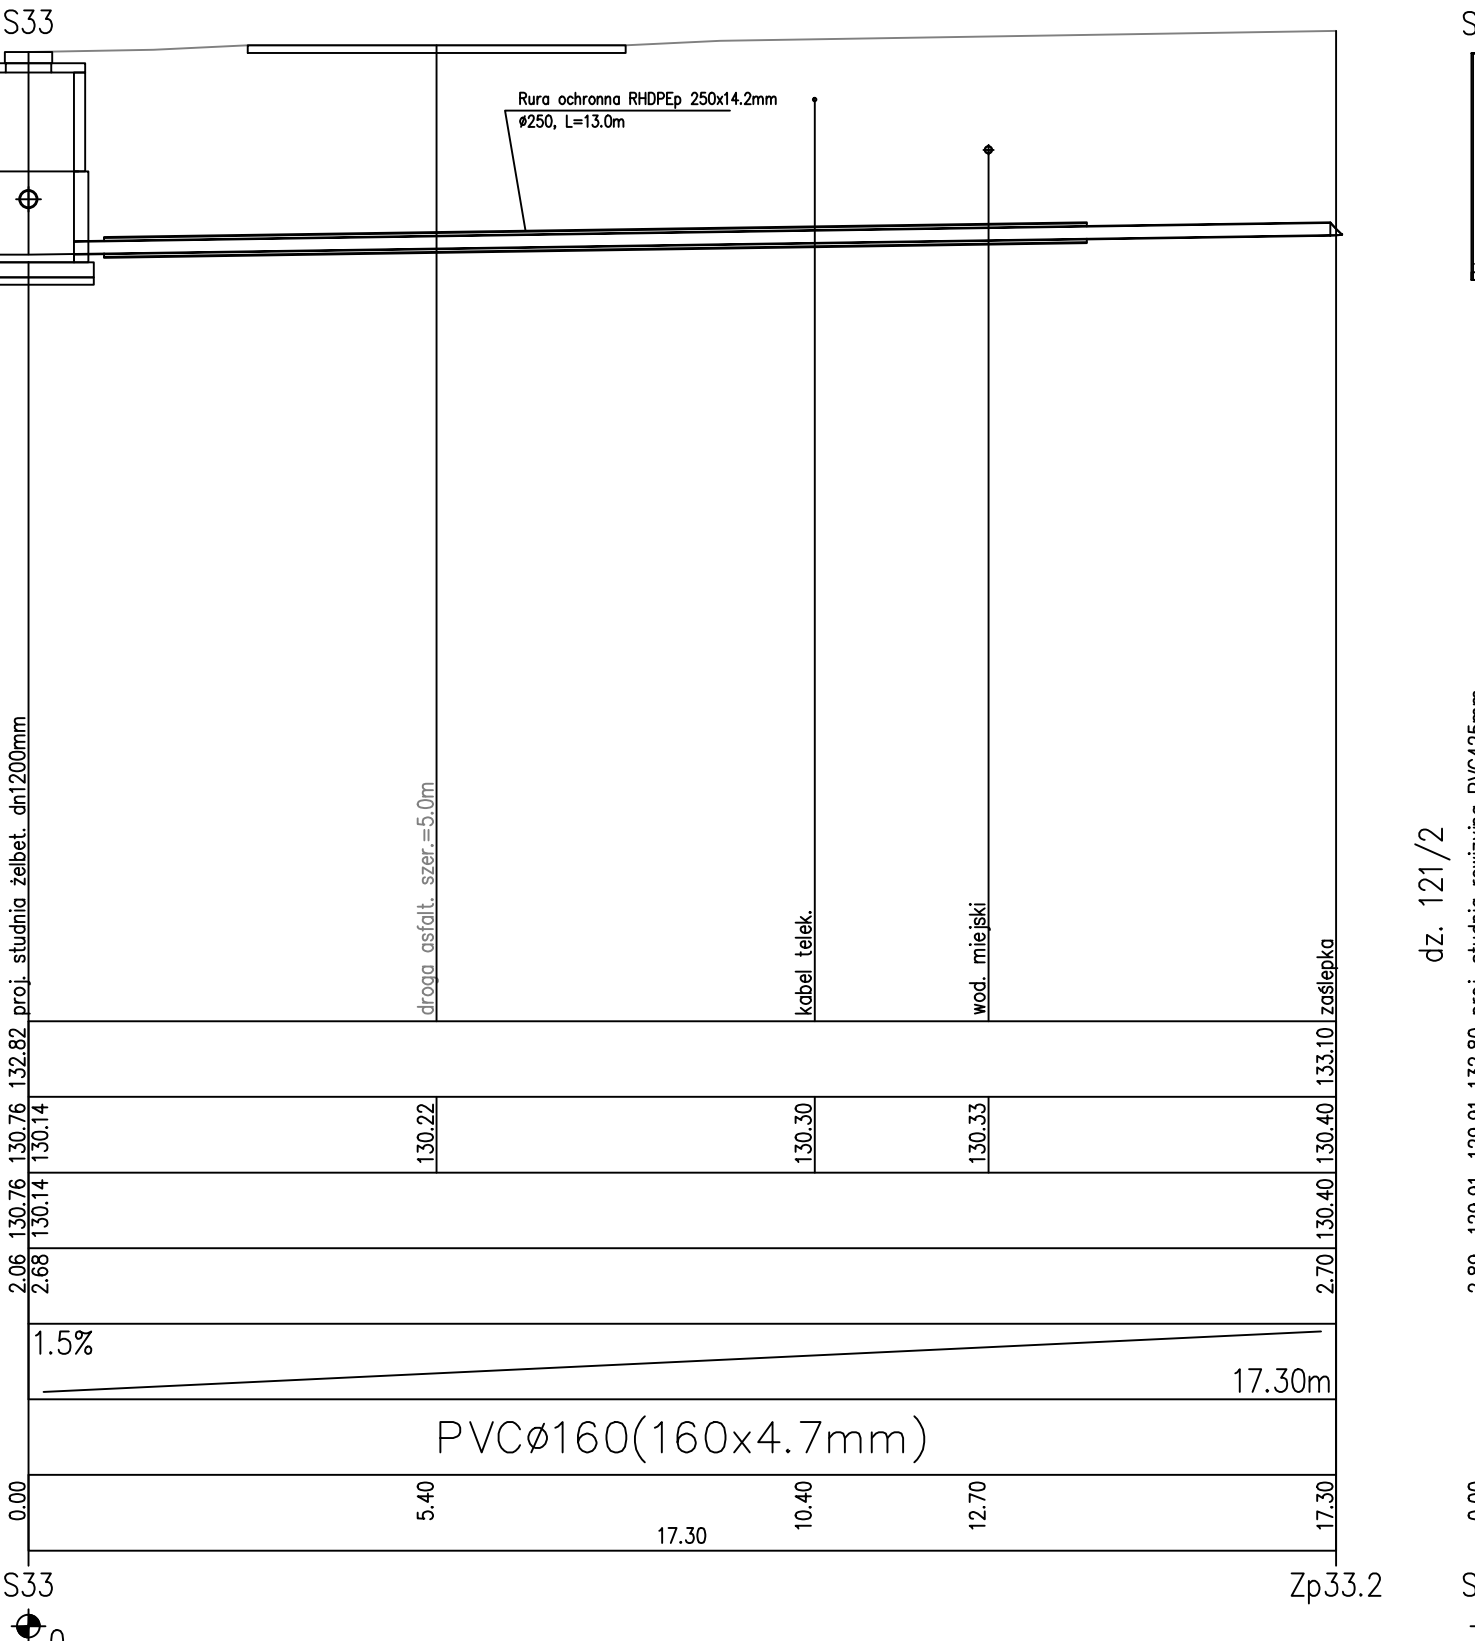 S33
Rura ochronna RHDPEp 250x14.2mm
ø250, L=13.0m
proj. studnia żelbet. dn1200mm
droga asfalt. szer.=5.0m
kabel telek.
wod. miejski
zaślepka
dz. 121/2
132.82
133.10
130.76
130.14
130.22
130.30
130.33
130.40
130.76
130.14
130.40
2.06
2.68
2.70
1.5%
17.30m
PVCø160(160x4.7mm)
0.00
5.40
10.40
12.70
17.30
17.30
S33
Zp33.2